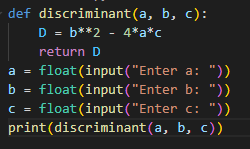 def discriminant(a, b, c):
    D = b**2 - 4*a*c
    return D
a = float(input("Enter a: "))
b = float(input("Enter b: "))
c = float(input("Enter c: "))
print(discriminant(a, b, c))